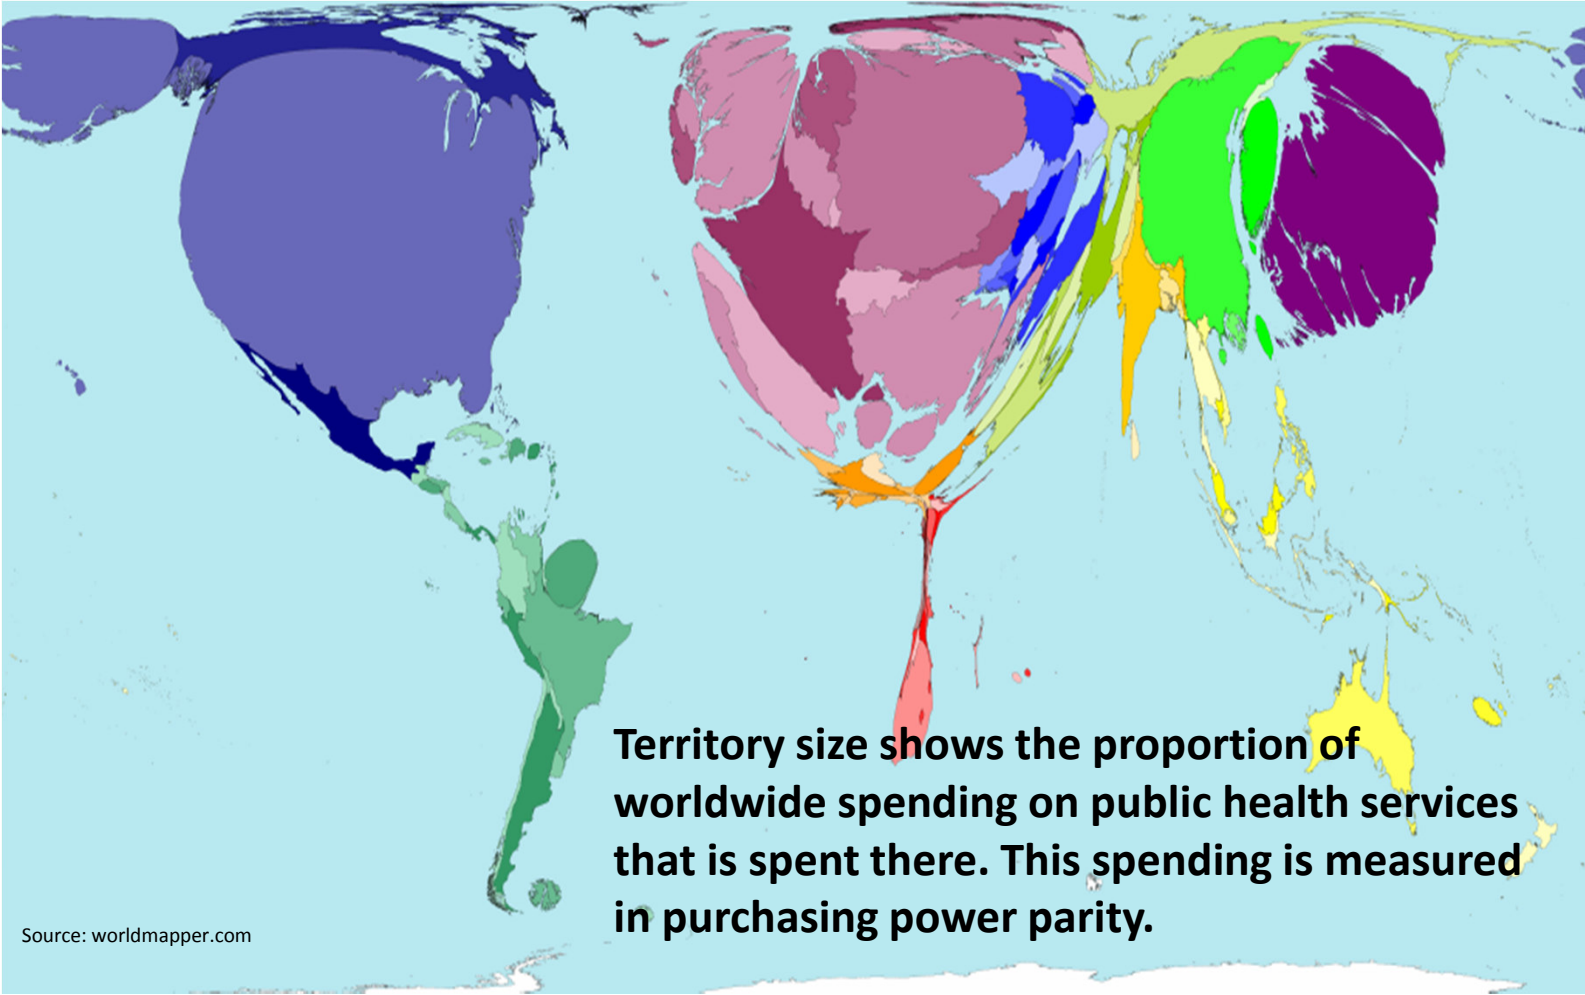 Territory size shows the proportion of
worldwide spending on public health services
that is spent there. This spending is measured
in purchasing power parity.
Source: worldmapper.com